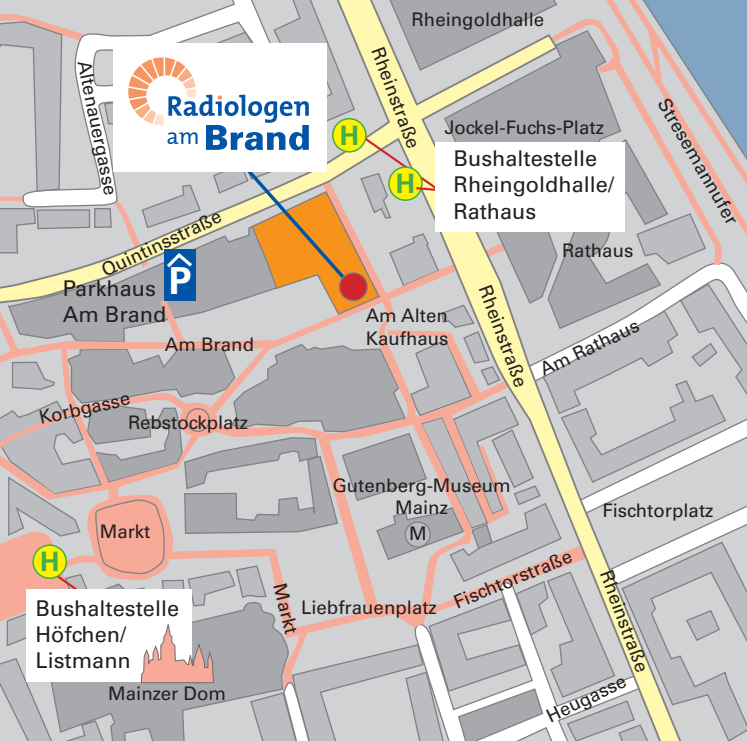 Rheingoldhalle
Altenauergasse
Radiologen
am Brand
Rheinstraße
H
Jockel-Fuchs-Platz
H
Bushaltestelle
Rheingoldhalle/
Rathaus
Stresemannufer
Quintinsstraße
Rathaus
P
Parkhaus
Am Brand
Am Alten
Kaufhaus
Rheinstraße
Am Brand
Am Rathaus
Korbgasse
Rebstockplatz
Gutenberg-Museum
Mainz
M
Fischtorplatz
Markt
H
Markt
Liebfrauenplatz
Fischtorstraße
Rheinstraße
Bushaltestelle
Höfchen/
Listmann
Mainzer Dom
Heugasse